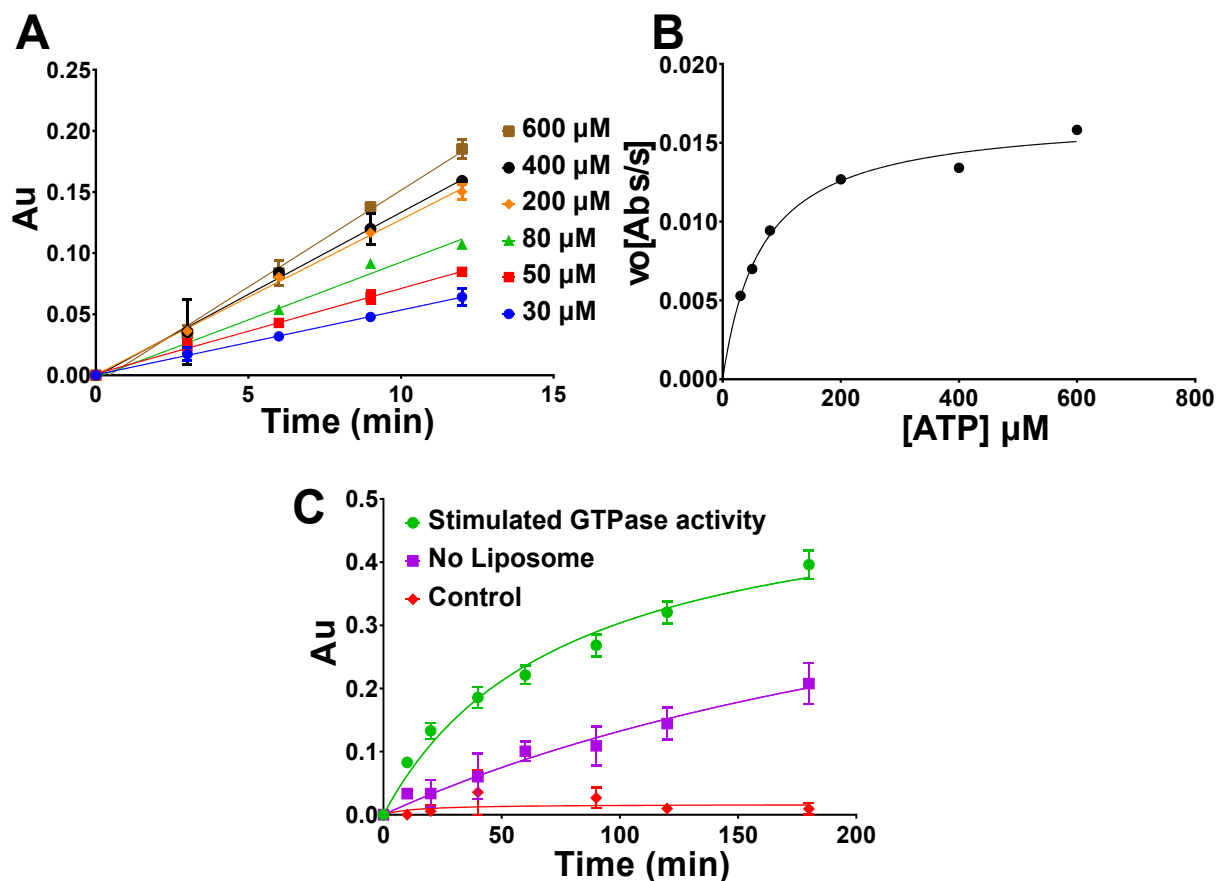 A
0.25
0.20
0.15
0.10
0.05
0.00
Au
0
5
10
15
Time (min)
600 µM
400 µM
200 µM
80 µM
50 µM
30 µM
B
0.020
0.015
0.010
0.005
0.000
vo[Abs/s]
0
200
400
600
800
[ATP] µM
C
0.5
0.4
0.3
0.2
0.1
0.0
Au
Stimulated GTPase activity
No Liposome
Control
0
50
100
150
200
Time (min)